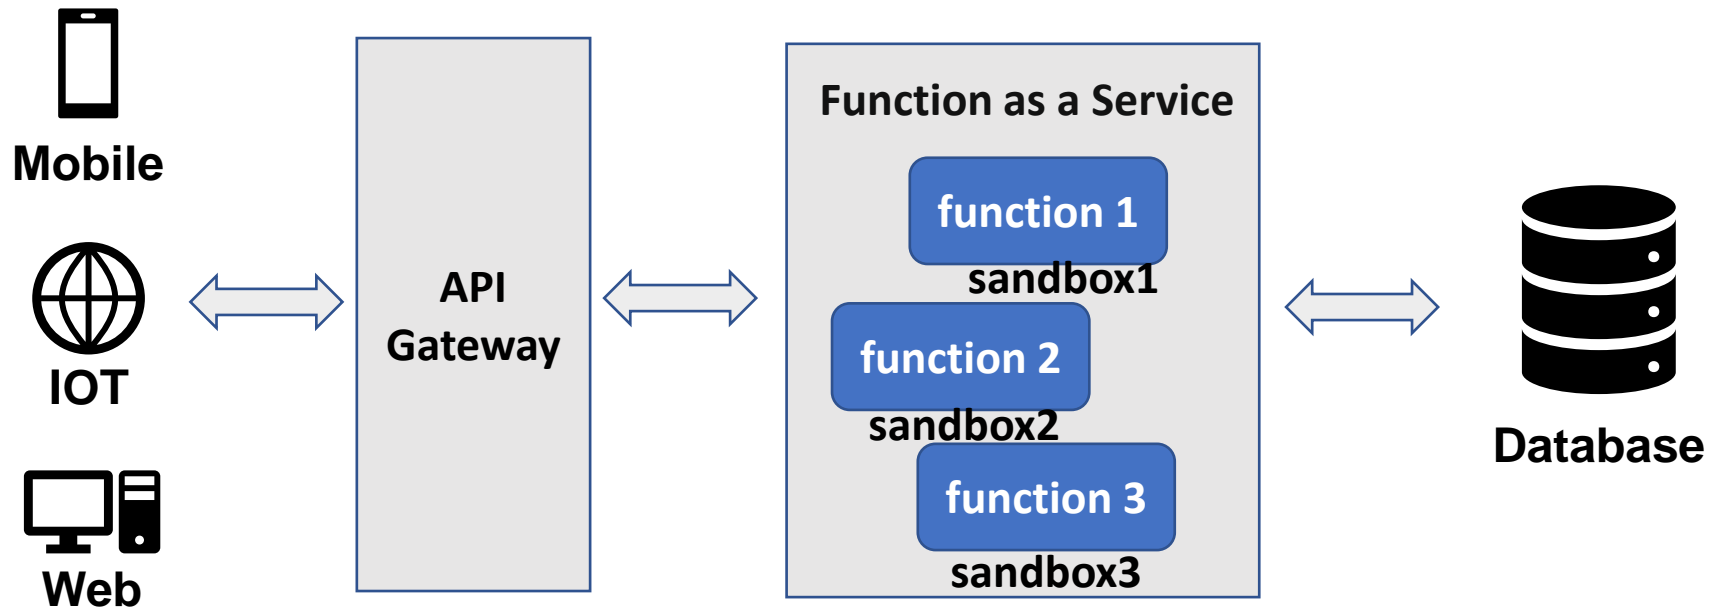 Mobile
IOT
Web
API
Gateway
Function as a Service
function 1
sandbox1
function 2
sandbox2
function 3
sandbox3
Database